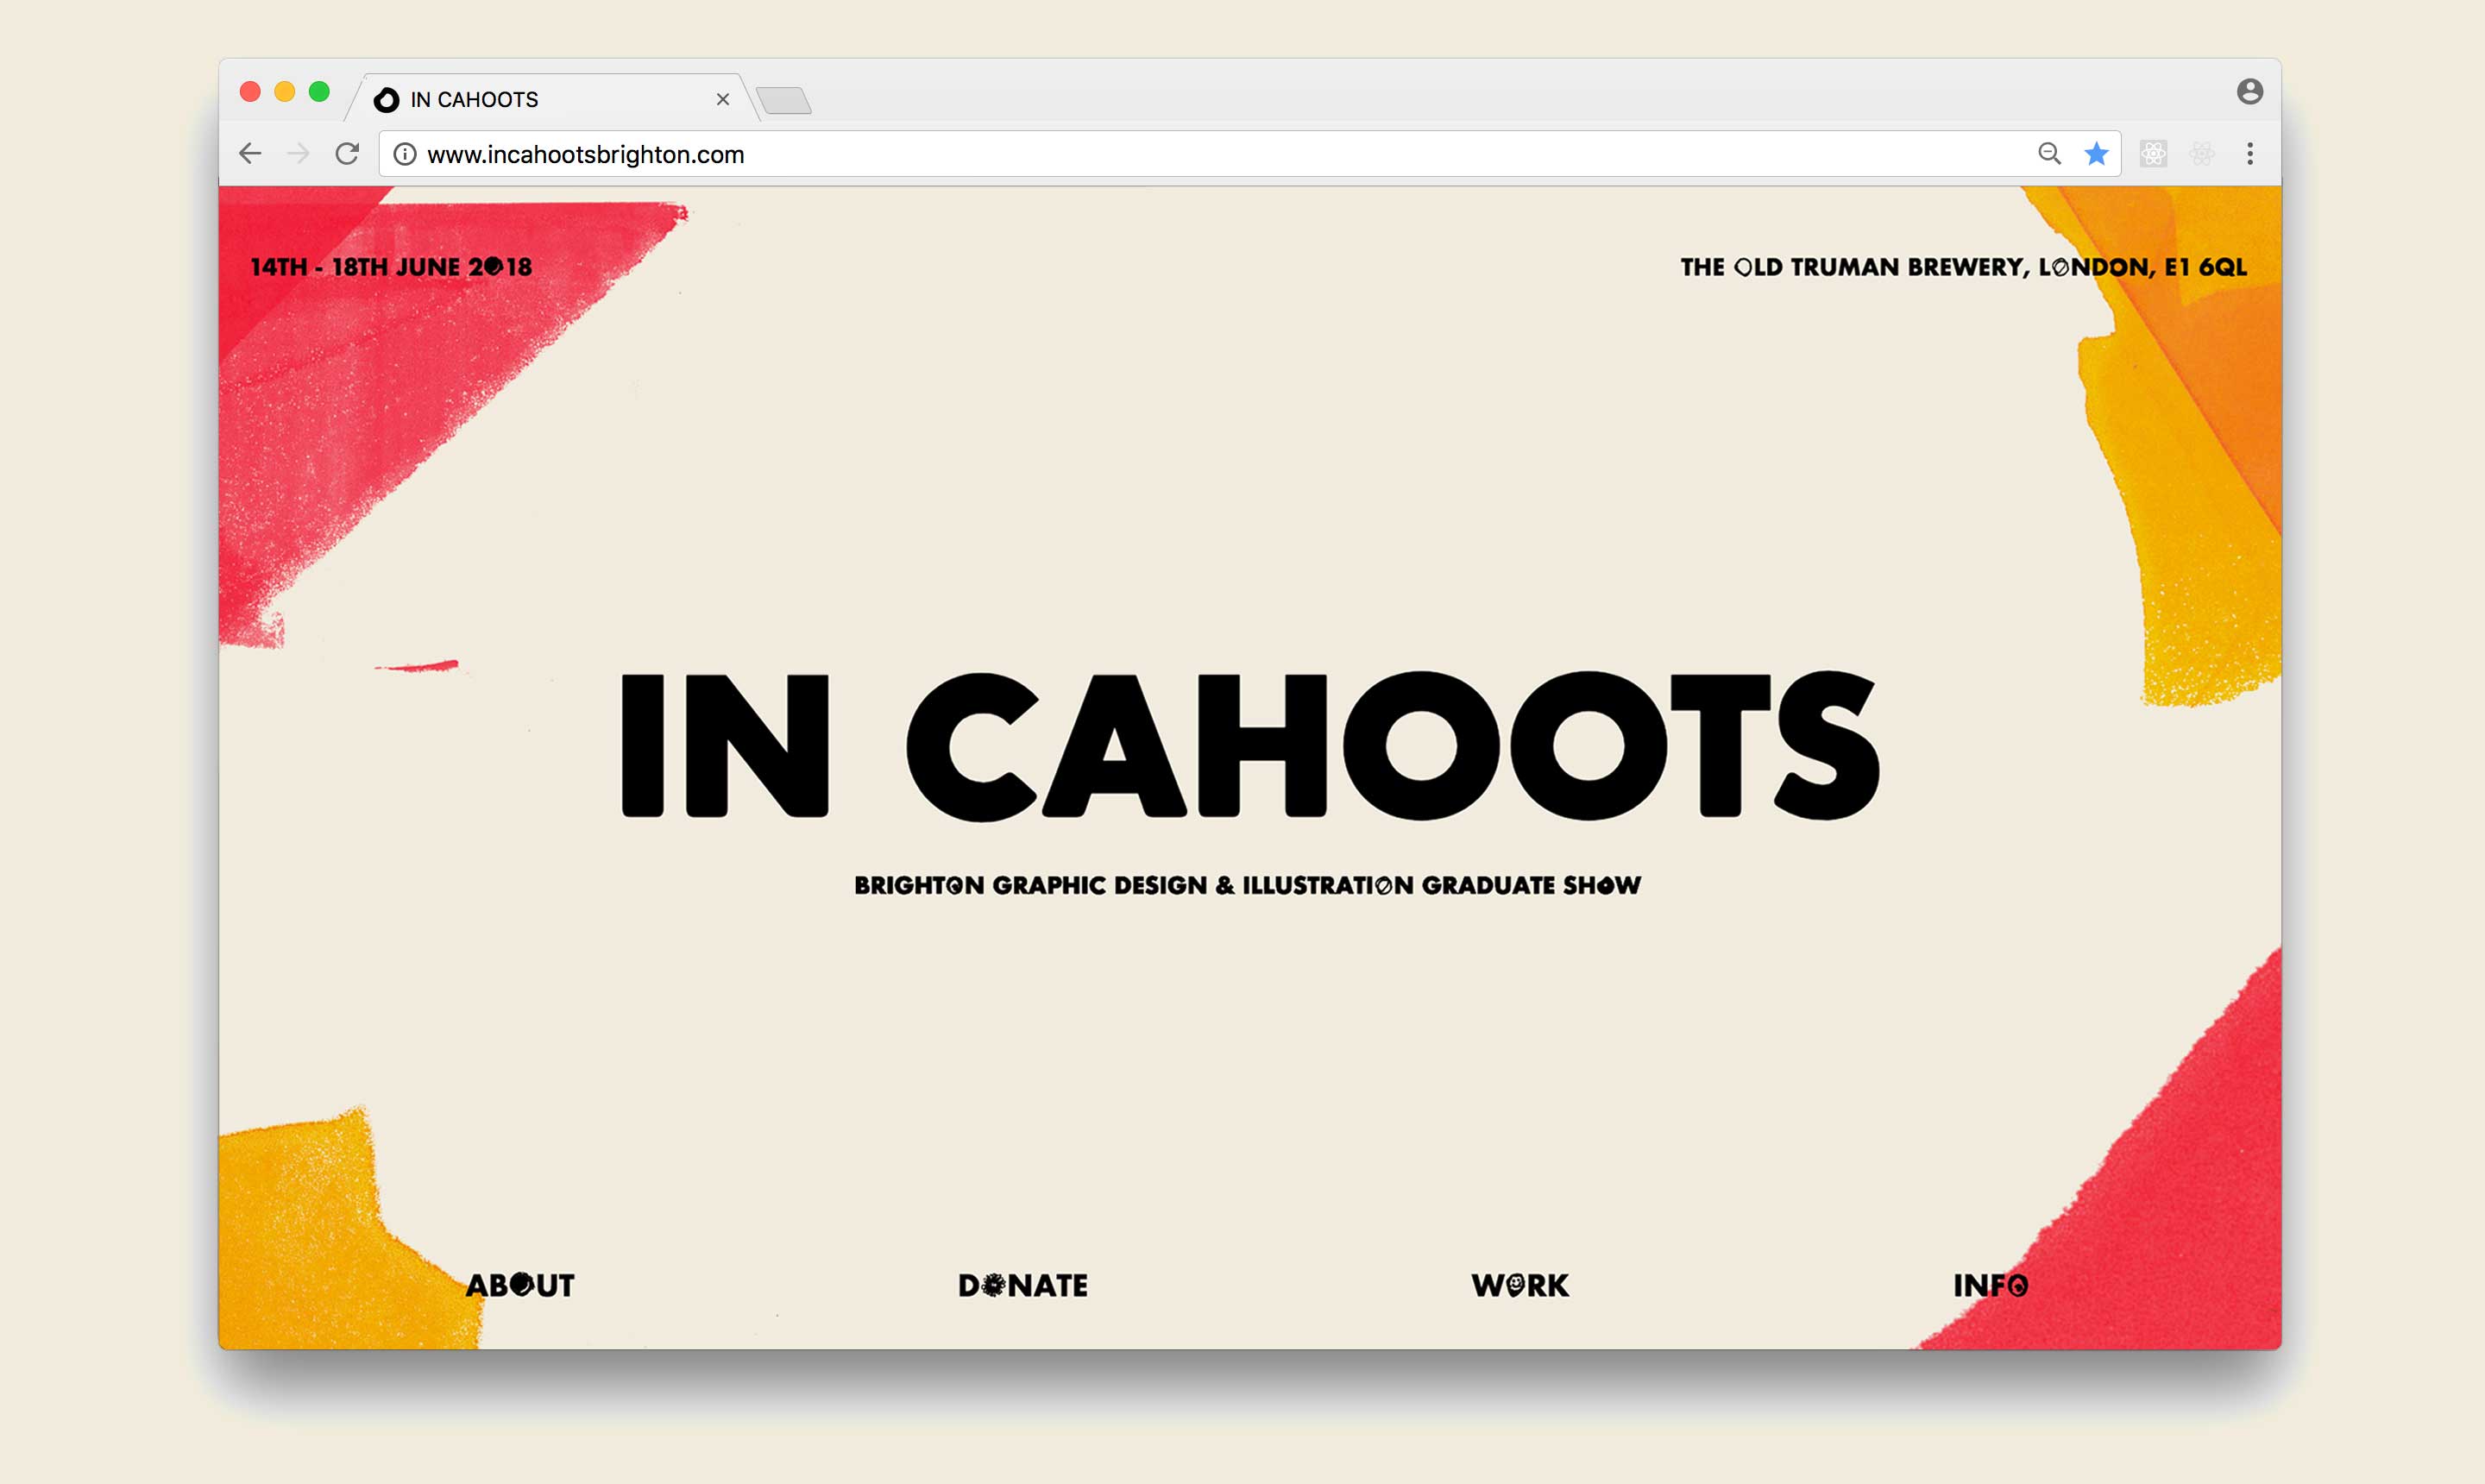 IN CAHOOTS
www.incahootsbrighton.com
14TH - 18TH JUNE 2018
THE OLD TRUMAN BREWERY, LONDON, E1 6QL
IN CAHOOTS
BRIGHTON GRAPHIC DESIGN & ILLUSTRATION GRADUATE SHOW
ABOUT
DONATE
WORK
INFO